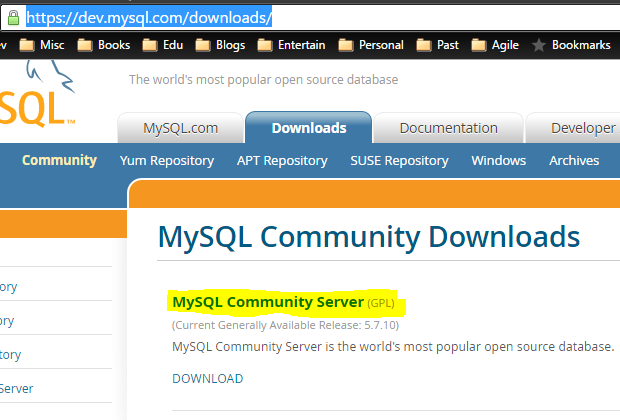 https://dev.mysql.com/downloads/
ev Misc Books Edu Blogs Entertain Personal Past Agile Bookmarks
SQL™
The world's most popular open source database
MySQL.com Downloads Documentation Developer
Community Yum Repository APT Repository SUSE Repository Windows Archives
MySQL Community Downloads
ory
MySQL Community Server (GPL)
ory
(Current Generally Available Release: 5.7.10)
MySQL Community Server is the world's most popular open source database.
tory
DOWNLOAD
Server